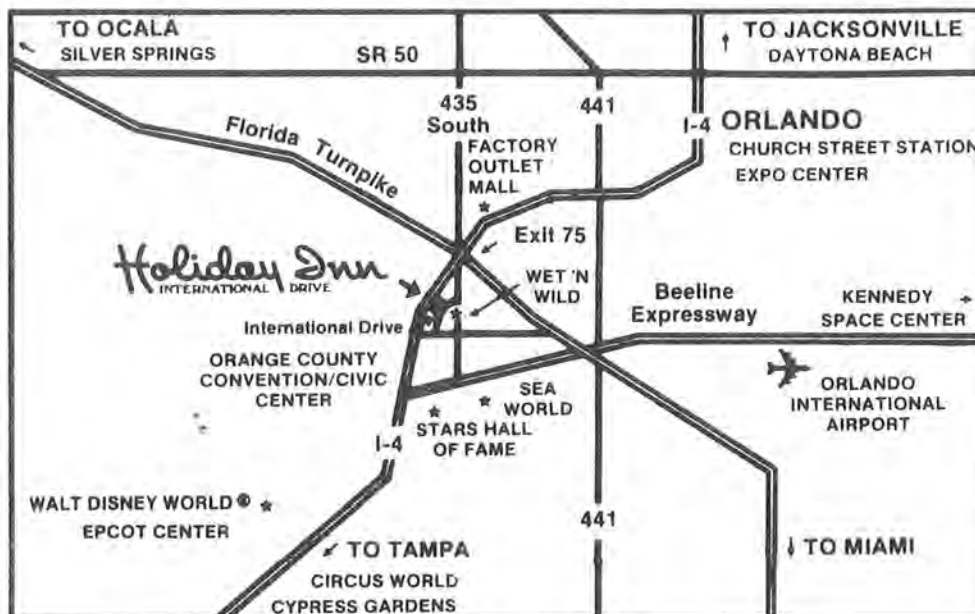 TO OCALA
SILVER SPRINGS
SR 50
TO JACKSONVILLE
DAYTONA BEACH
435
South
441
I-4
ORLANDO
CHURCH STREET STATION
EXPO CENTER
Florida Turnpike
FACTORY
OUTLET
MALL
Exit 75
Holiday Inn
INTERNATIONAL DRIVE
WET 'N
WILD
Beeline
Expressway
KENNEDY
SPACE CENTER
International Drive
ORANGE COUNTY
CONVENTION/CIVIC
CENTER
SEA
WORLD
STARS HALL
OF FAME
ORLANDO
INTERNATIONAL
AIRPORT
I-4
WALT DISNEY WORLD®
EPCOT CENTER
441
TO TAMPA
CIRCUS WORLD
CYPRESS GARDENS
TO MIAMI